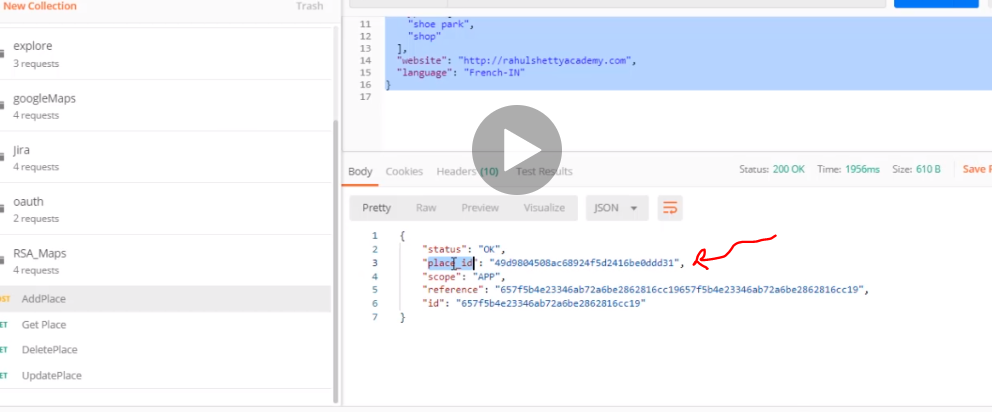 New Collection
Trash
explore
3 requests
googleMaps
4 requests
Jira
4 requests
oauth
2 requests
RSA_Maps
4 requests
OST AddPlace
ET Get Place
ET DeletePlace
ET UpdatePlace
11 "shoe park",
12 "shop"
13 ],
14 "website": "http://rahulshettyacademy.com",
15 "language": "French-IN"
16 }
17
Body Cookies Headers (10) Test Results Status: 200 OK Time: 1956ms Size: 610 B Save R
Pretty Raw Preview Visualize JSON
1 {
2 "status": "OK",
3 "place_id": "49d9804508ac68924f5d2416be0ddd31",
4 "scope": "APP",
5 "reference": "657f5b4e23346ab72a6be2862816cc19657f5b4e23346ab72a6be2862816cc19",
6 "id": "657f5b4e23346ab72a6be2862816cc19"
7 }